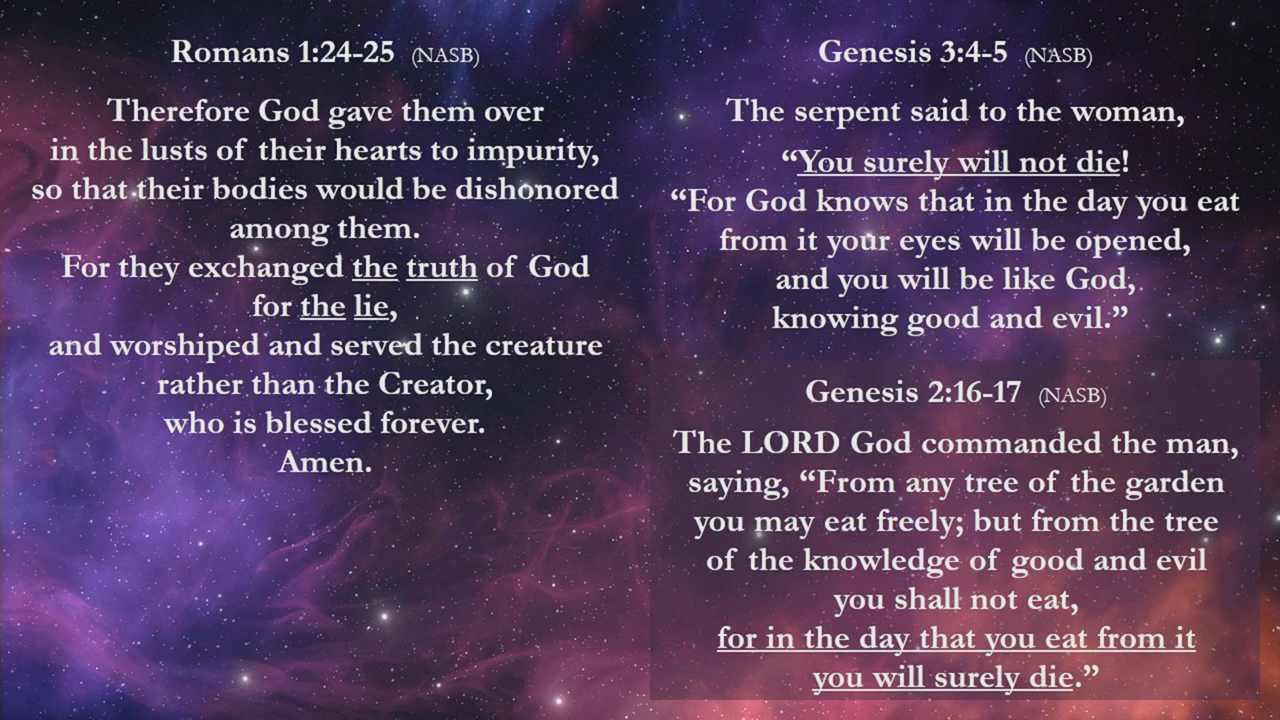 Romans 1:24-25 (NASB)
Therefore God gave them over
in the lusts of their hearts to impurity,
so that their bodies would be dishonored
among them.
For they exchanged the truth of God
for the lie,
and worshiped and served the creature
rather than the Creator,
who is blessed forever.
Amen.
Genesis 3:4-5 (NASB)
The serpent said to the woman,
“You surely will not die!
“For God knows that in the day you eat
from it your eyes will be opened,
and you will be like God,
knowing good and evil.”
Genesis 2:16-17 (NASB)
The LORD God commanded the man,
saying, “From any tree of the garden
you may eat freely; but from the tree
of the knowledge of good and evil
you shall not eat,
for in the day that you eat from it
you will surely die.”